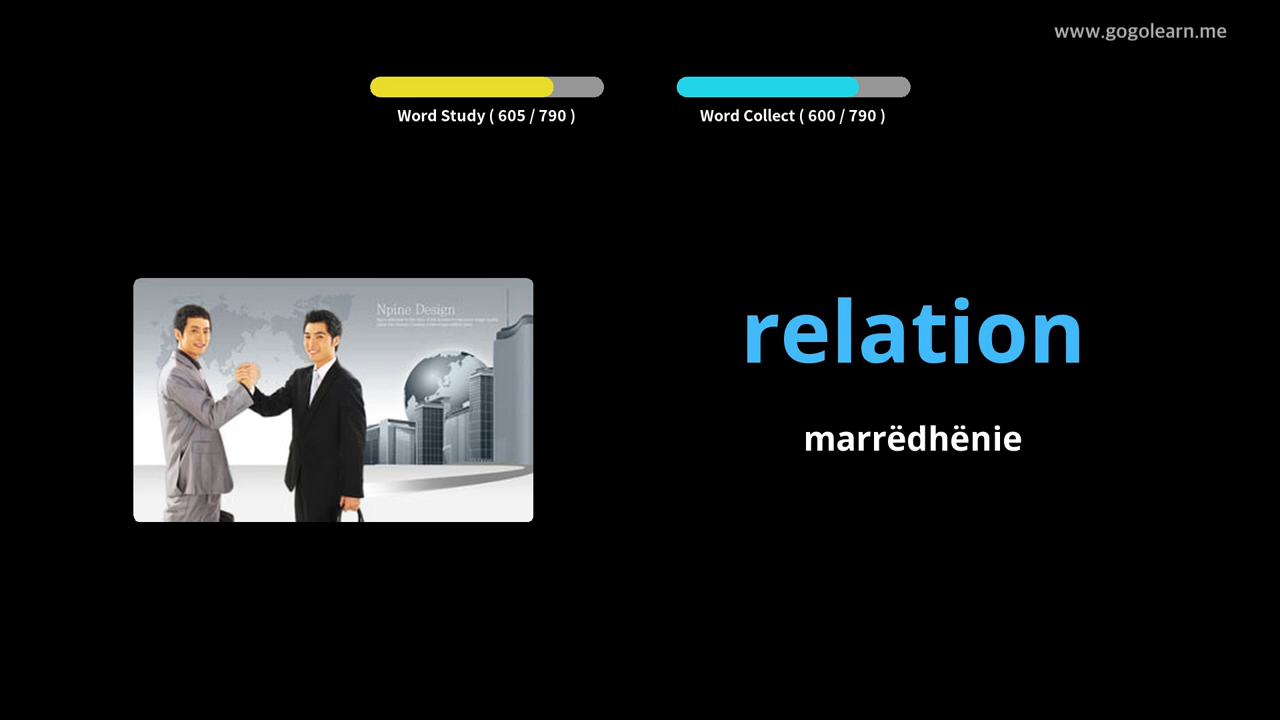 www.gogolearn.me
Word Study ( 605 / 790 )
Word Collect ( 600 / 790 )
Npine Design
relation
marrëdhënie